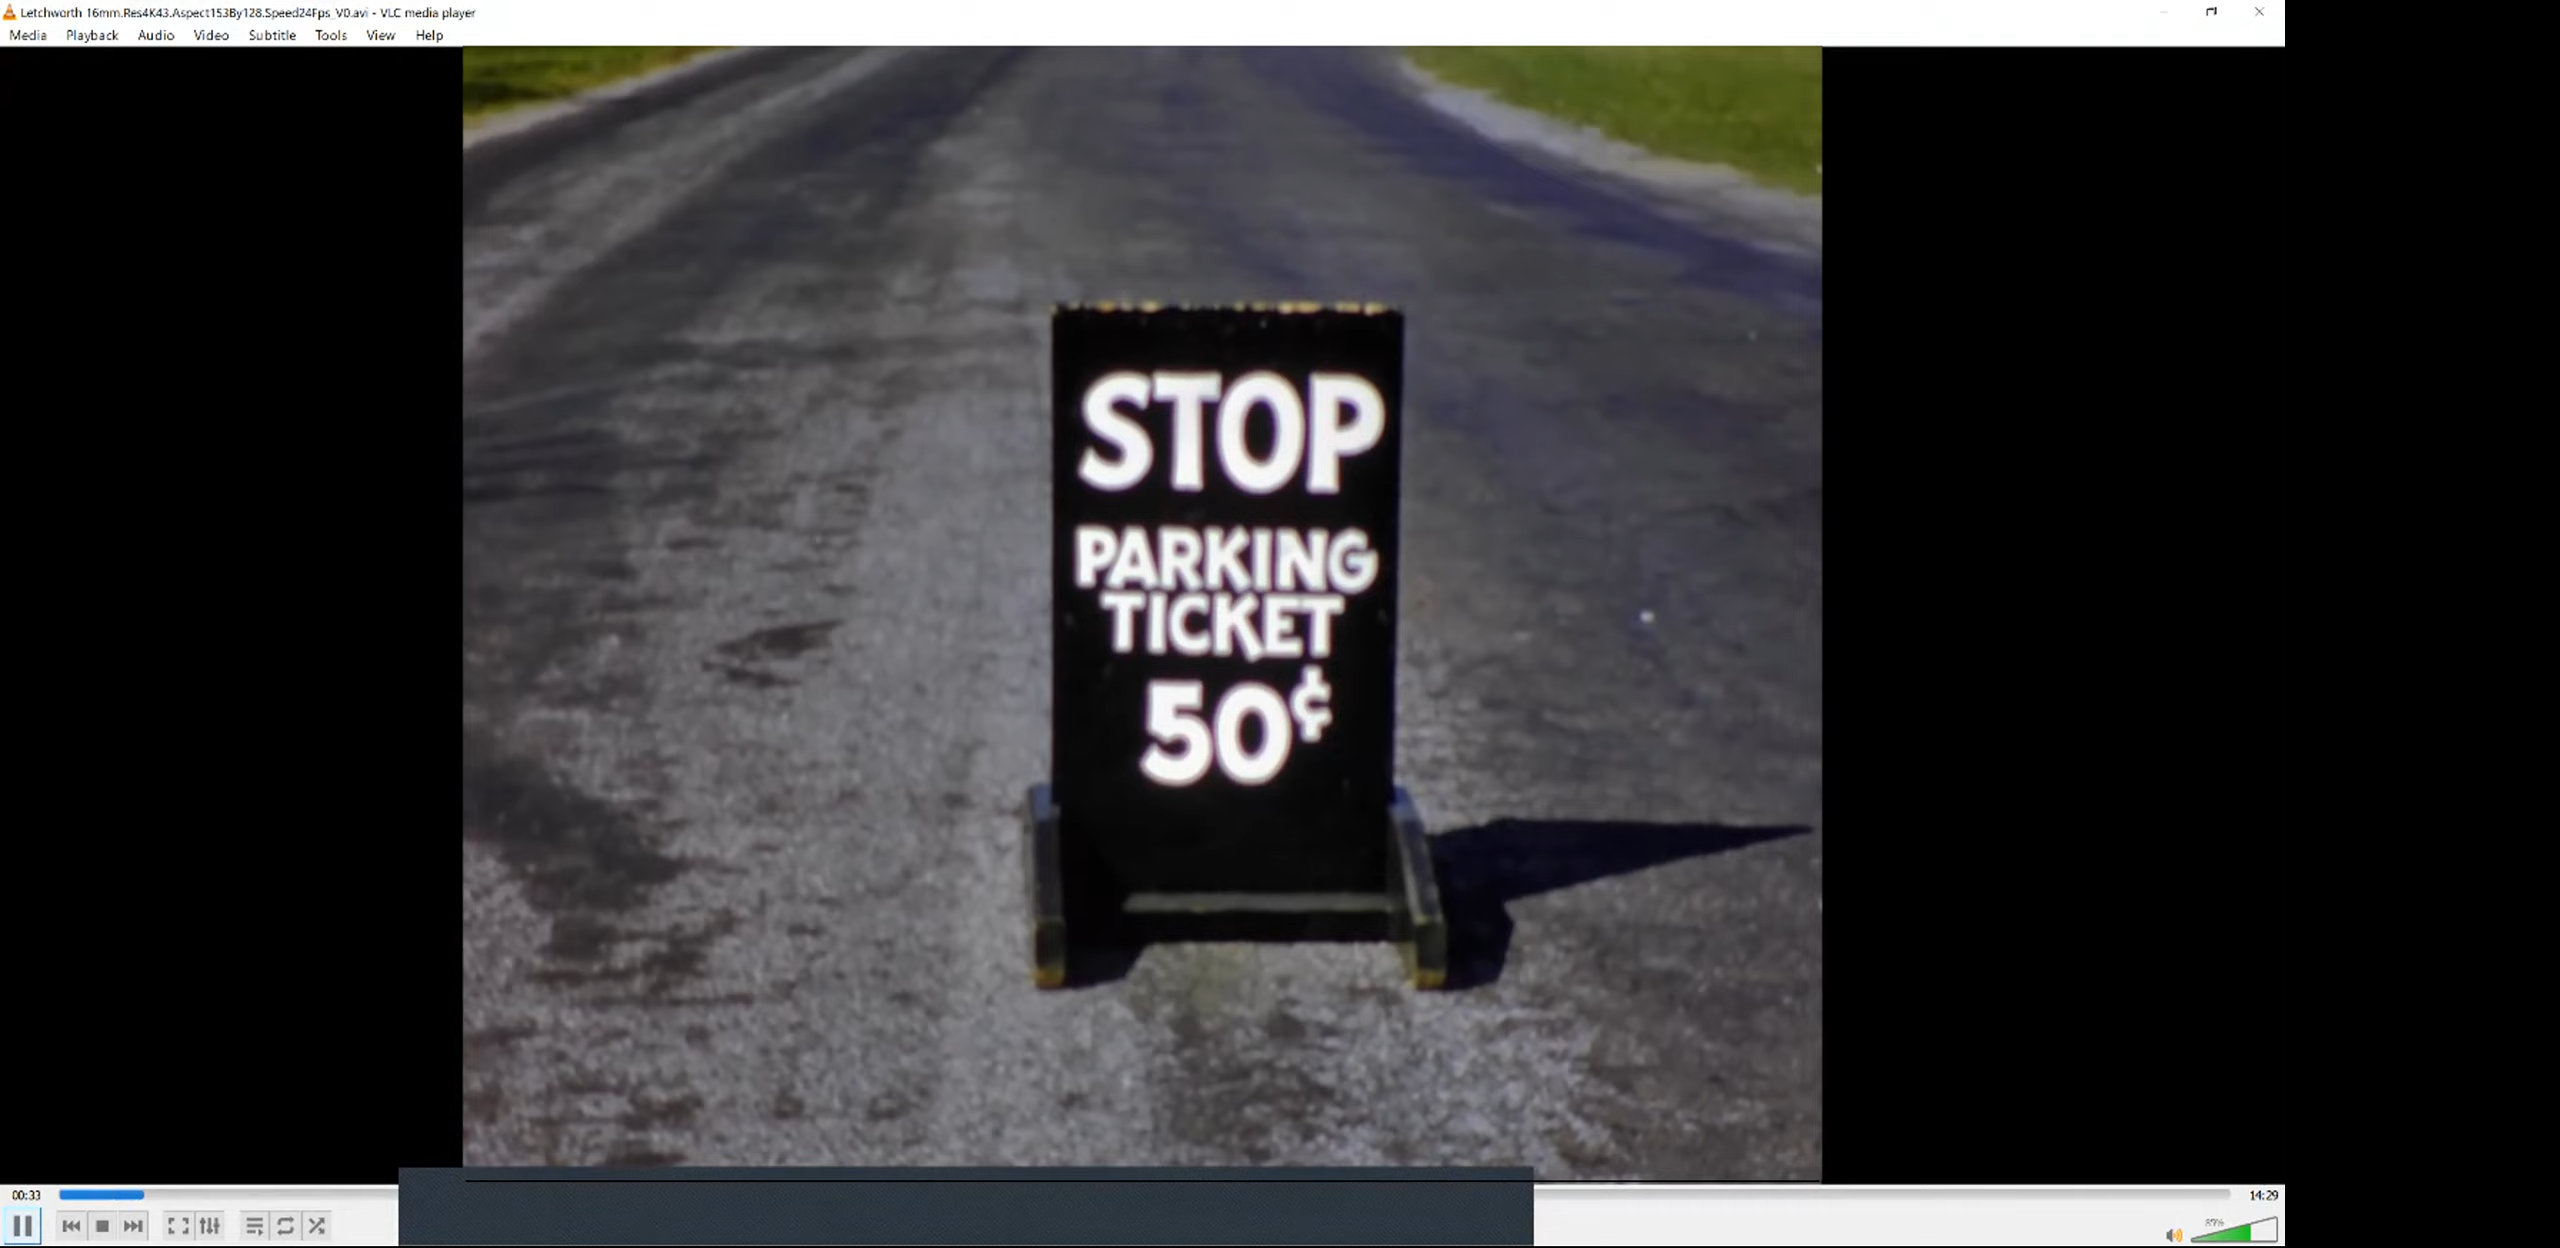 Letchworth 16mm.Res4K43.Aspect153By128.Speed24Fps_V0.avi - VLC media player
Media Playback Audio Video Subtitle Tools View Help
STOP
PARKING
TICKET
50¢
00:33
14:29
87%